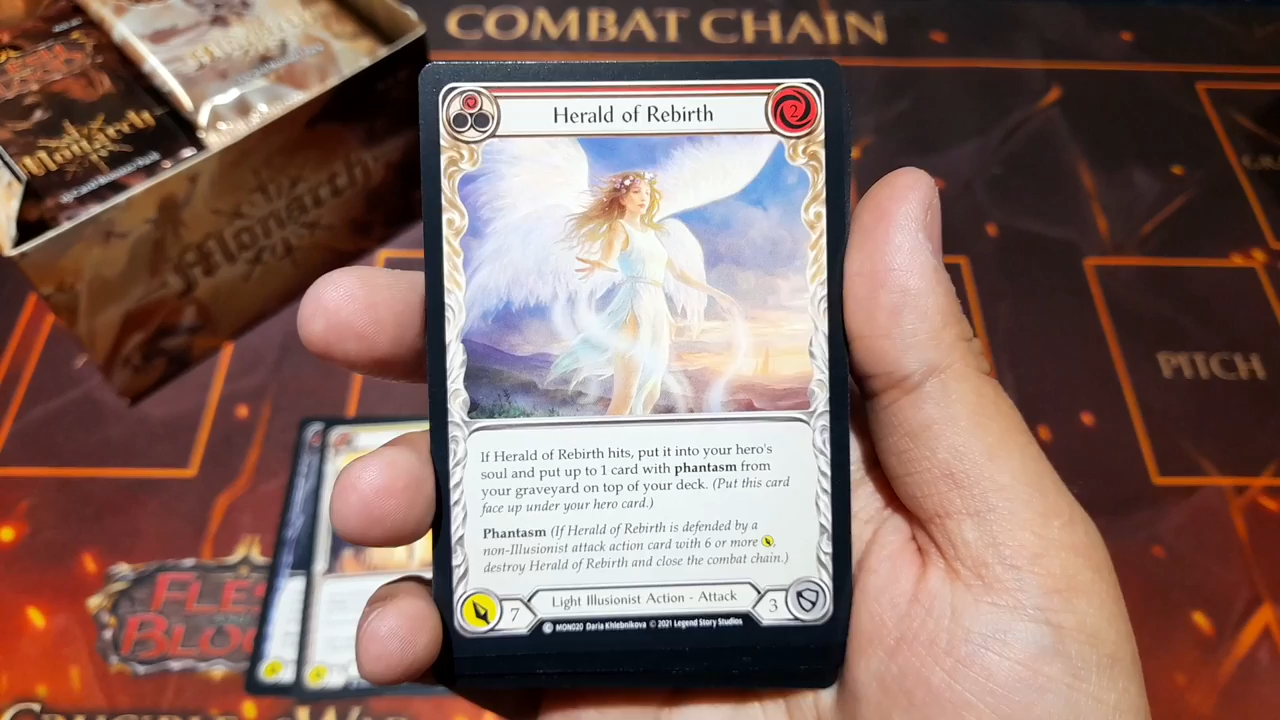 COMBAT CHAIN
Monarch
Monarch
Herald of Rebirth
2
If Herald of Rebirth hits, put it into your hero's
soul and put up to 1 card with phantasm from
your graveyard on top of your deck. (Put this card
face up under your hero card.)
Phantasm (If Herald of Rebirth is defended by a
non-Illusionist attack action card with 6 or more ,
destroy Herald of Rebirth and close the combat chain.)
7
Light Illusionist Action - Attack
3
C MON020 Daria Khlebnikova © 2021 Legend Story Studios
PITCH
FLES
BLO